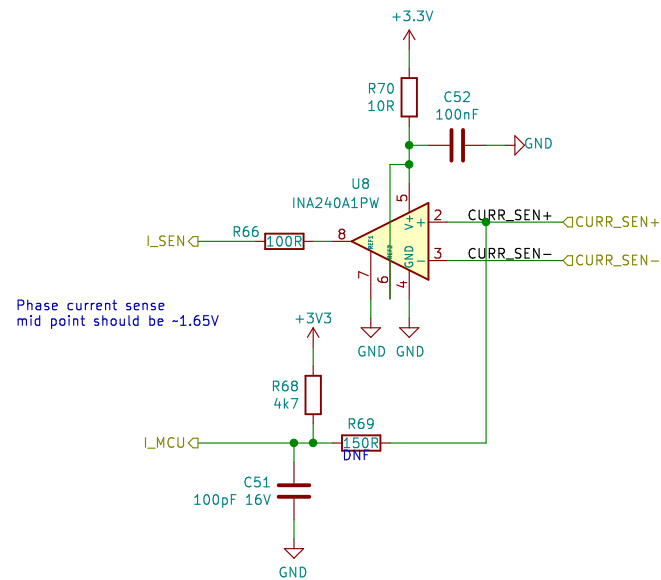 +3.3V
R70
10R
C52
100nF
GND
U8
INA240A1PW
5
V+
2
+
CURR_SEN+
CURR_SEN+
R66
100R
I_SEN
8
REF1
REF2
GND
3
-
CURR_SEN-
CURR_SEN-
7
6
4
GND
GND
Phase current sense
mid point should be ~1.65V
+3V3
R68
4k7
R69
150R
DNF
I_MCU
C51
100pF 16V
GND